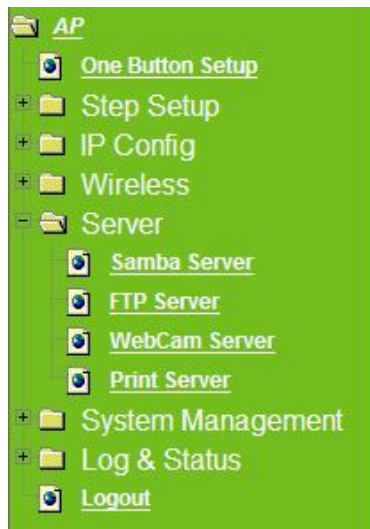 AP
One Button Setup
Step Setup
IP Config
Wireless
Server
Samba Server
FTP Server
WebCam Server
Print Server
System Management
Log & Status
Logout